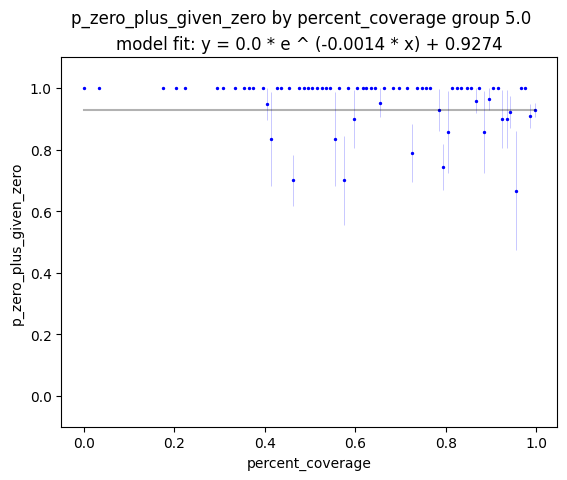 p_zero_plus_given_zero by percent_coverage group 5.0
model fit: y = 0.0 * e ^ (-0.0014 * x) + 0.9274
1.0
0.8
0.6
0.4
0.2
0.0
p_zero_plus_given_zero
0.0 0.2 0.4 0.6 0.8 1.0
percent_coverage